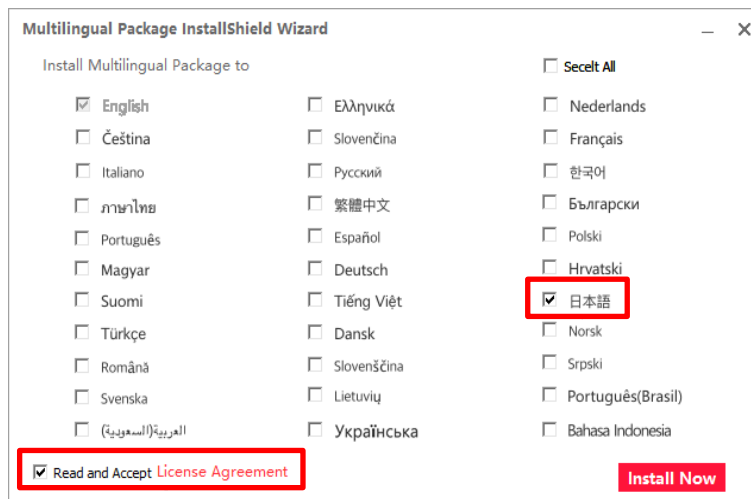 Multilingual Package InstallShield Wizard
Install Multilingual Package to
Secelt All
English
Ελληνικά
Nederlands
Čeština
Slovenčina
Français
Italiano
Русский
한국어
ภาษาไทย
繁體中文
Български
Português
Español
Polski
Magyar
Deutsch
Hrvatski
Suomi
Tiếng Việt
日本語
Türkçe
Dansk
Norsk
Română
Slovenščina
Srpski
Svenska
Lietuvių
Português(Brasil)
العربية(السعودية)
Українська
Bahasa Indonesia
Read and Accept License Agreement
Install Now